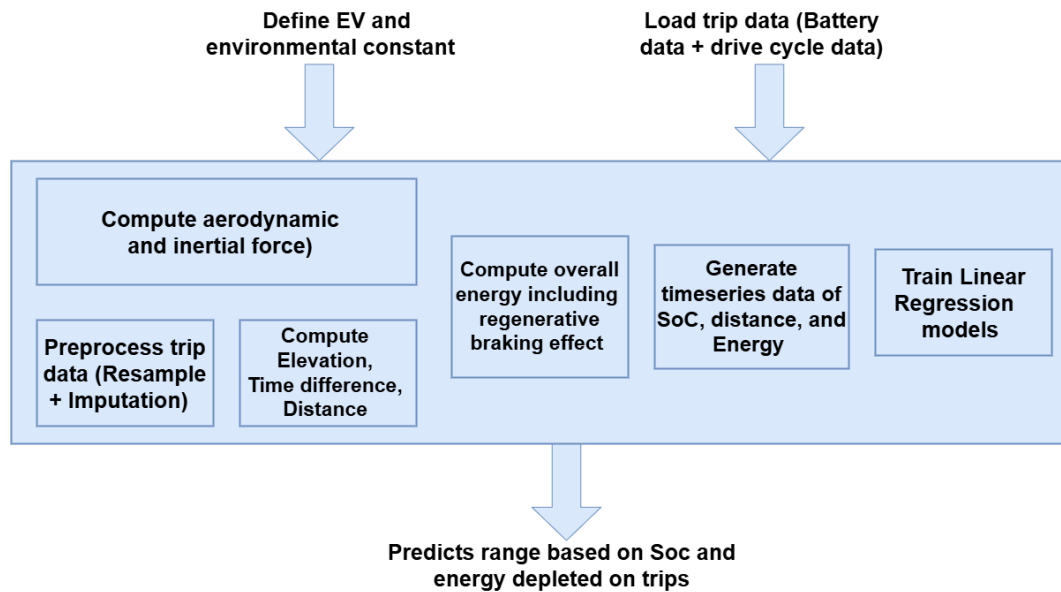 Define EV and
environmental constant
Load trip data (Battery
data + drive cycle data)
Compute aerodynamic
and inertial force)
Preprocess trip
data (Resample
+ Imputation)
Compute
Elevation,
Time difference,
Distance
Compute overall
energy including
regenerative
braking effect
Generate
timeseries data of
SoC, distance, and
Energy
Train Linear
Regression
models
Predicts range based on Soc and
energy depleted on trips